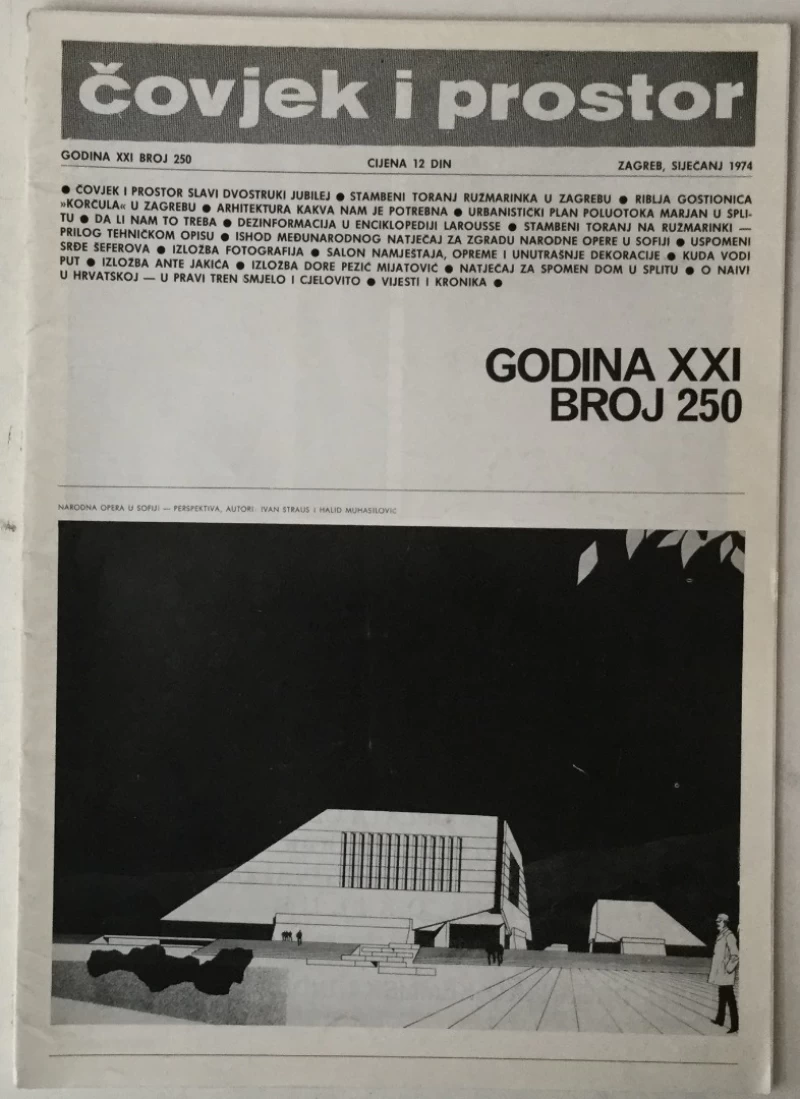 čovjek i prostor
GODINA XXI BROJ 250
CIJENA 12 DIN
ZAGREB, SIJEČANJ 1974
● ČOVJEK I PROSTOR SLAVI DVOSTRUKI JUBILEJ ● STAMBENI TORANJ RUŽMARINKA U ZAGREBU ● RIBLJA GOSTIONICA
»KORČULA« U ZAGREBU ● ARHITEKTURA KAKVA NAM JE POTREBNA ● URBANISTIČKI PLAN POLUOTOKA MARJAN U SPLI-
TU ● DA LI NAM TO TREBA ● DEZINFORMACIJA U ENCIKLOPEDIJI LAROUSSE ● STAMBENI TORANJ NA RUŽMARINKI —
PRILOG TEHNIČKOM OPISU ● ISHOD MEĐUNARODNOG NATJEČAJ ZA ZGRADU NARODNE OPERE U SOFIJI ● USPOMENI
SRĐE ŠEFEROVA ● IZLOŽBA FOTOGRAFIJA ● SALON NAMJEŠTAJA, OPREME I UNUTRAŠNJE DEKORACIJE ● KUDA VODI
PUT ● IZLOŽBA ANTE JAKIĆA ● IZLOŽBA DORE PEZIĆ MIJATOVIĆ ● NATJEČAJ ZA SPOMEN DOM U SPLITU ● O NAIVI
U HRVATSKOJ — U PRAVI TREN SMJELO I CJELOVITO ● VIJESTI I KRONIKA ●
GODINA XXI
BROJ 250
NARODNA OPERA U SOFIJI — PERSPEKTIVA, AUTORI: IVAN ŠTRAUS I HALID MUHASILOVIĆ